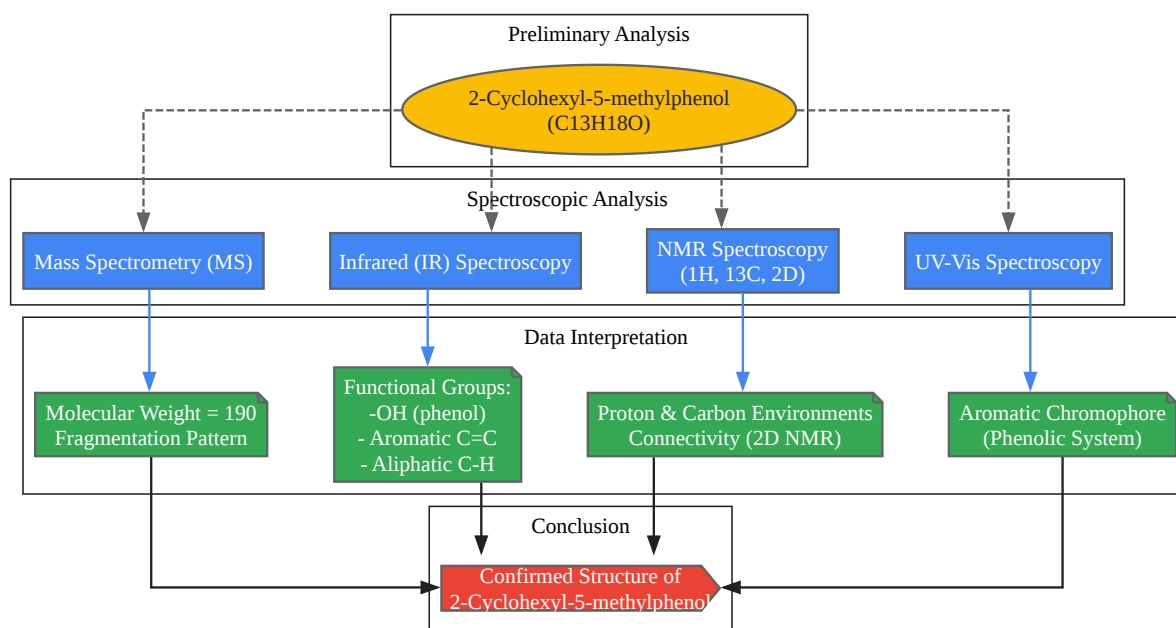 Preliminary Analysis
2-Cyclohexyl-5-methylphenol
(C13H18O)
Spectroscopic Analysis
Mass Spectrometry (MS)
Infrared (IR) Spectroscopy
NMR Spectroscopy
(1H, 13C, 2D)
UV-Vis Spectroscopy
Data Interpretation
Molecular Weight = 190
Fragmentation Pattern
Functional Groups:
-OH (phenol)
- Aromatic C=C
- Aliphatic C-H
Proton & Carbon Environments
Connectivity (2D NMR)
Aromatic Chromophore
(Phenolic System)
Conclusion
Confirmed Structure of
2-Cyclohexyl-5-methylphenol